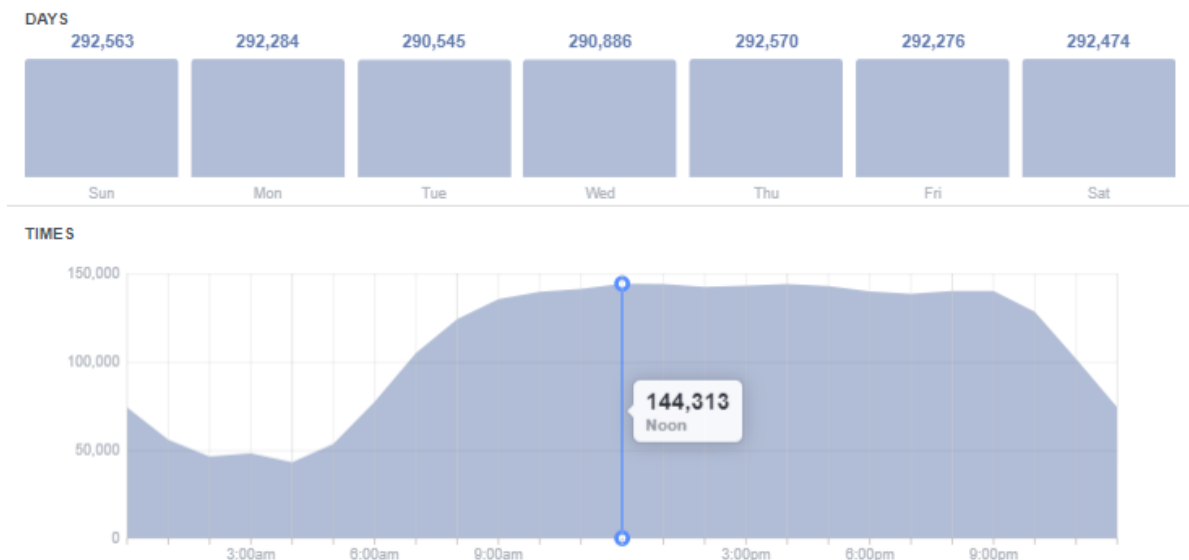 DAYS
292,563 292,284 290,545 290,886 292,570 292,276 292,474
Sun Mon Tue Wed Thu Fri Sat
TIMES
150,000
100,000
144,313
Noon
50,000
0
3:00am 6:00am 9:00am 3:00pm 6:00pm 9:00pm